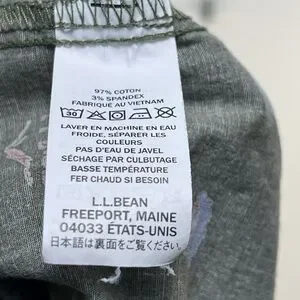 97% COTON
3% SPANDEX
FABRIQUÉ AU VIETNAM
30
LAVER EN MACHINE EN EAU
FROIDE, SÉPARER LES
COULEURS
PAS D'EAU DE JAVEL
SÉCHAGE PAR CULBUTAGE
BASSE TEMPÉRATURE
FER CHAUD SI BESOIN
L.L.BEAN
FREEPORT, MAINE
04033 ÉTATS-UNIS
日本語は裏面をご覧ください